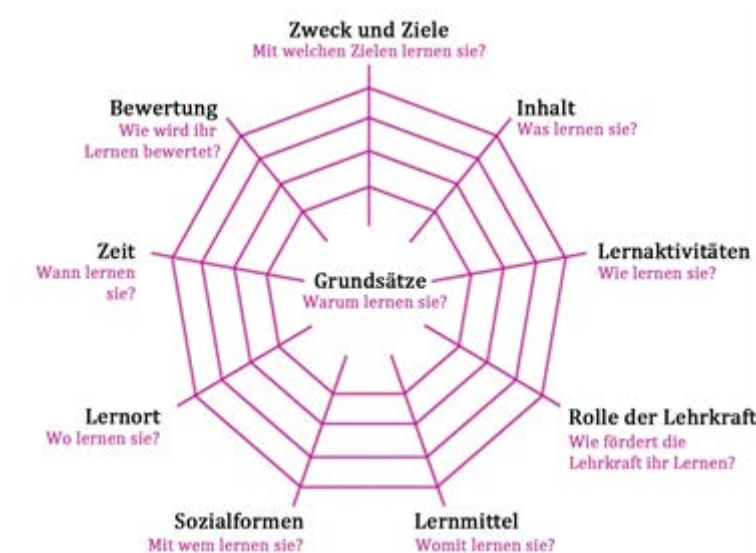 Zweck und Ziele
Mit welchen Zielen lernen sie?
Bewertung
Wie wird ihr
Lernen bewertet?
Inhalt
Was lernen sie?
Zeit
Wann lernen
sie?
Grundsätze
Warum lernen sie?
Lernaktivitäten
Wie lernen sie?
Lernort
Wo lernen sie?
Rolle der Lehrkraft
Wie fördert die
Lehrkraft ihr Lernen?
Sozialformen
Mit wem lernen sie?
Lernmittel
Womit lernen sie?